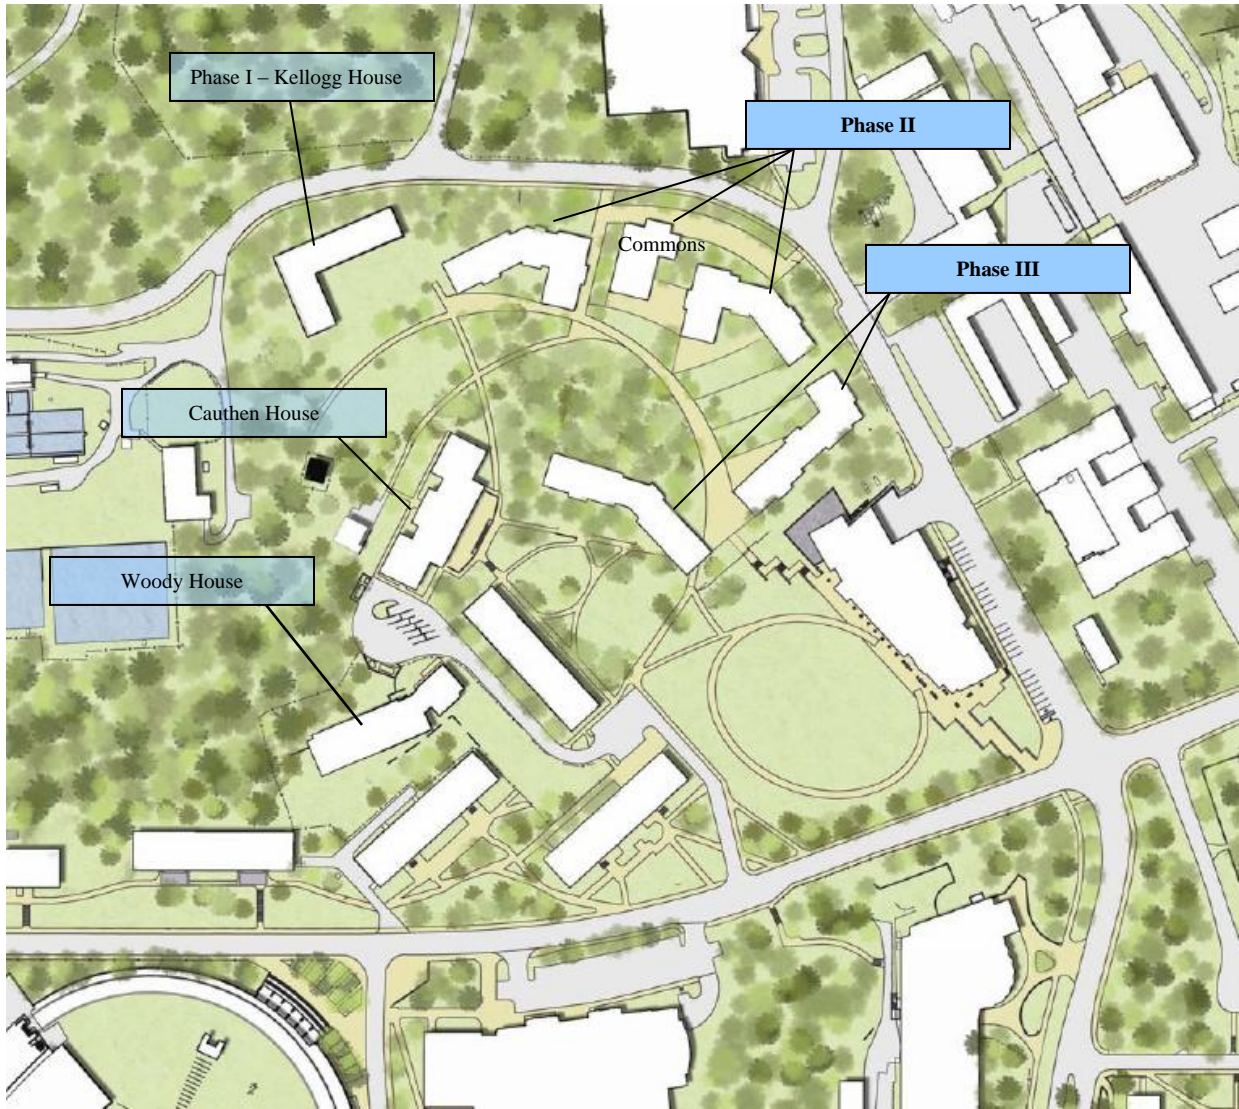 Phase I – Kellogg House
Phase II
Commons
Phase III
Cauthen House
Woody House